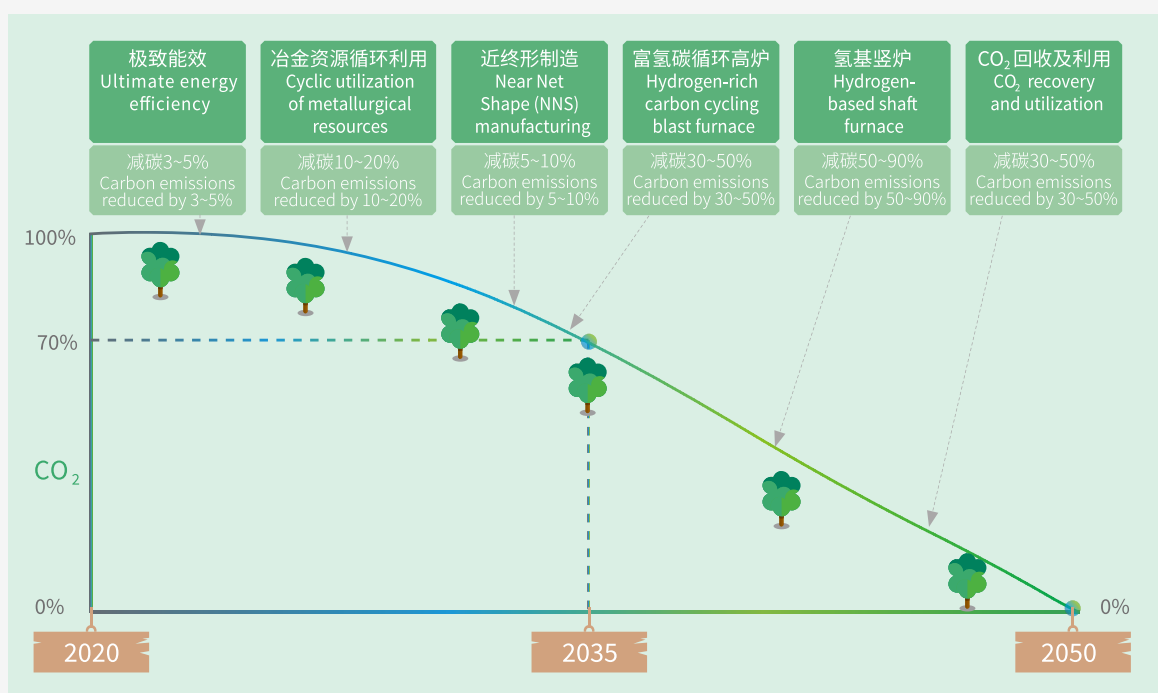 极致能效
Ultimate energy
efficiency
冶金资源循环利用
Cyclic utilization
of metallurgical
resources
近终形制造
Near Net
Shape (NNS)
manufacturing
富氢碳循环高炉
Hydrogen-rich
carbon cycling
blast furnace
氢基竖炉
Hydrogen-
based shaft
furnace
CO₂回收及利用
CO₂ recovery
and utilization
减碳3~5%
Carbon emissions
reduced by 3~5%
减碳10~20%
Carbon emissions
reduced by 10~20%
减碳5~10%
Carbon emissions
reduced by 5~10%
减碳30~50%
Carbon emissions
reduced by 30~50%
减碳50~90%
Carbon emissions
reduced by 50~90%
减碳30~50%
Carbon emissions
reduced by 30~50%
100%
70%
CO₂
0%
0%
2020
2035
2050